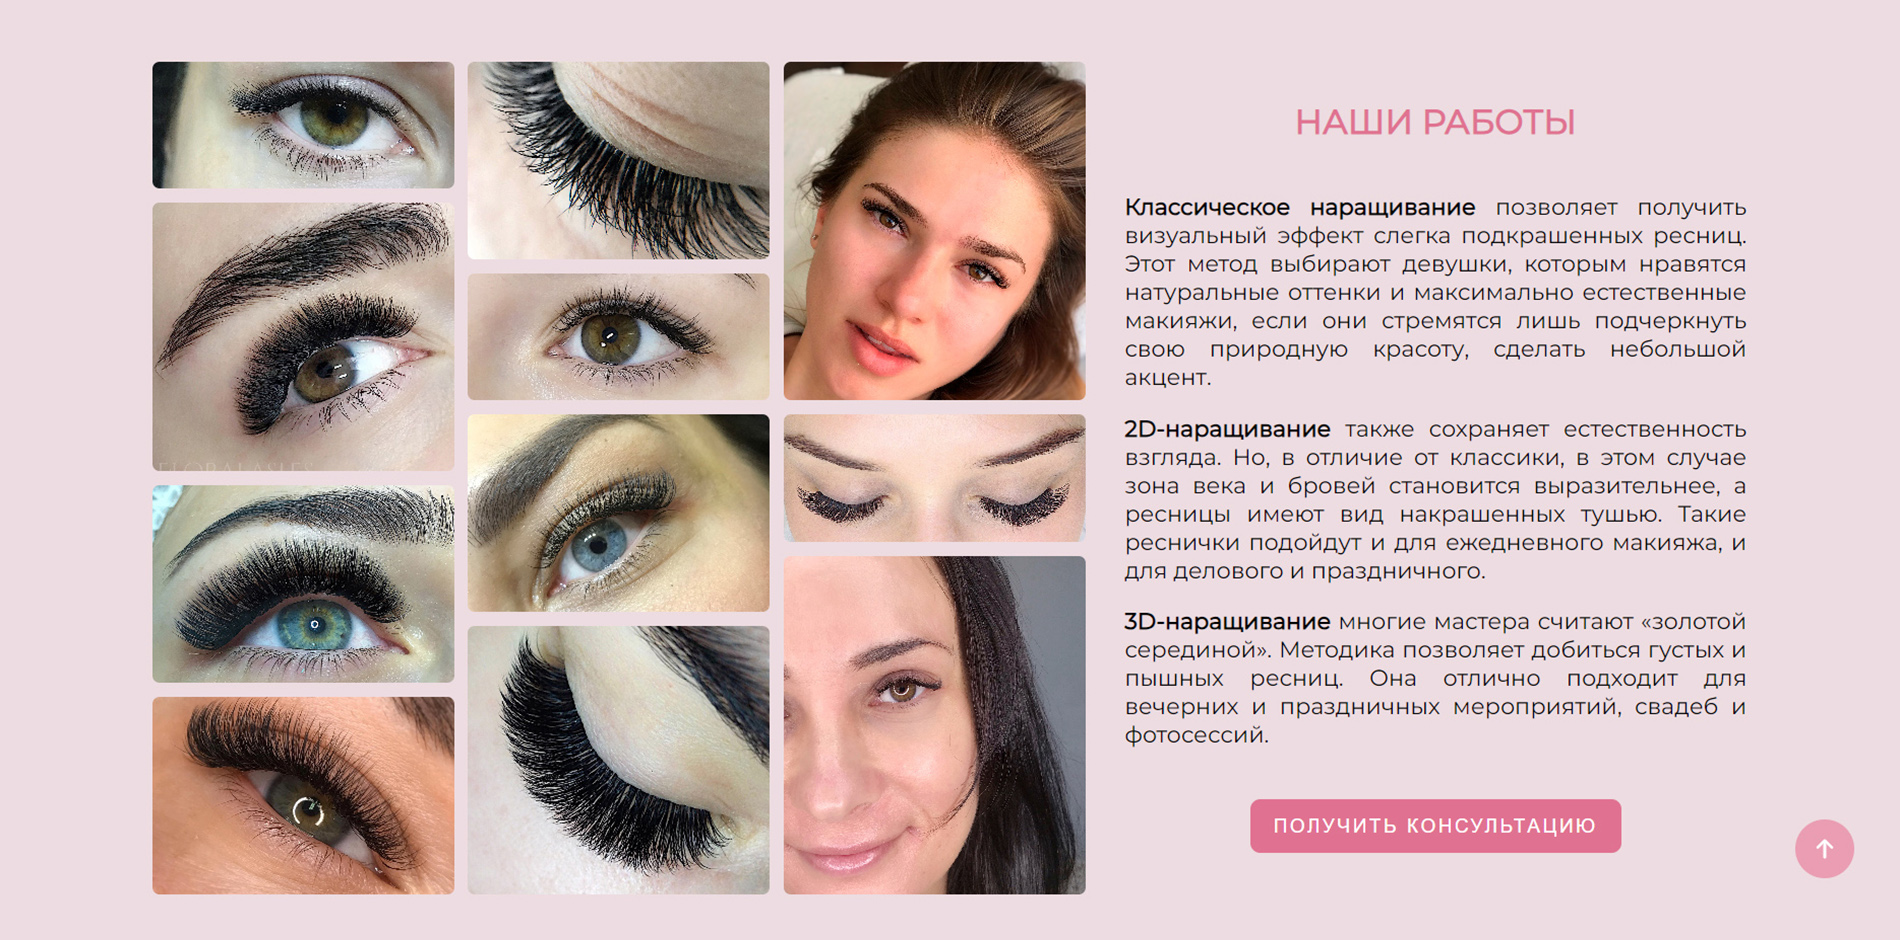 НАШИ РАБОТЫ
Классическое наращивание позволяет получить
визуальный эффект слегка подкрашенных ресниц.
Этот метод выбирают девушки, которым нравятся
натуральные оттенки и максимально естественные
макияжи, если они стремятся лишь подчеркнуть
свою природную красоту, сделать небольшой
акцент.
2D-наращивание также сохраняет естественность
взгляда. Но, в отличие от классики, в этом случае
зона века и бровей становится выразительнее, а
ресницы имеют вид накрашенных тушью. Такие
реснички подойдут и для ежедневного макияжа, и
для делового и праздничного.
3D-наращивание многие мастера считают «золотой
серединой». Методика позволяет добиться густых и
пышных ресниц. Она отлично подходит для
вечерних и праздничных мероприятий, свадеб и
фотосессий.
ПОЛУЧИТЬ КОНСУЛЬТАЦИЮ